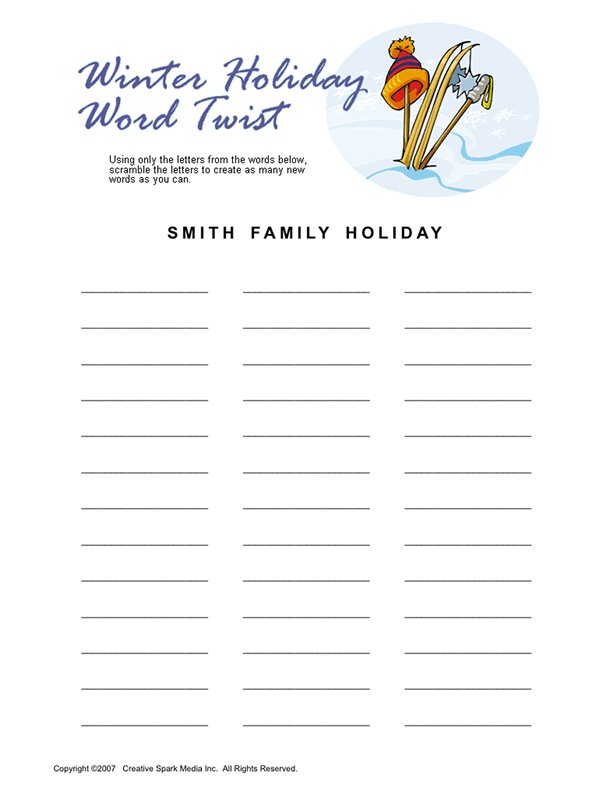 Winter Holiday
Word Twist
Using only the letters from the words below,
scramble the letters to create as many new
words as you can.
SMITH FAMILY HOLIDAY
Copyright ©2007 Creative Spark Media Inc. All Rights Reserved.